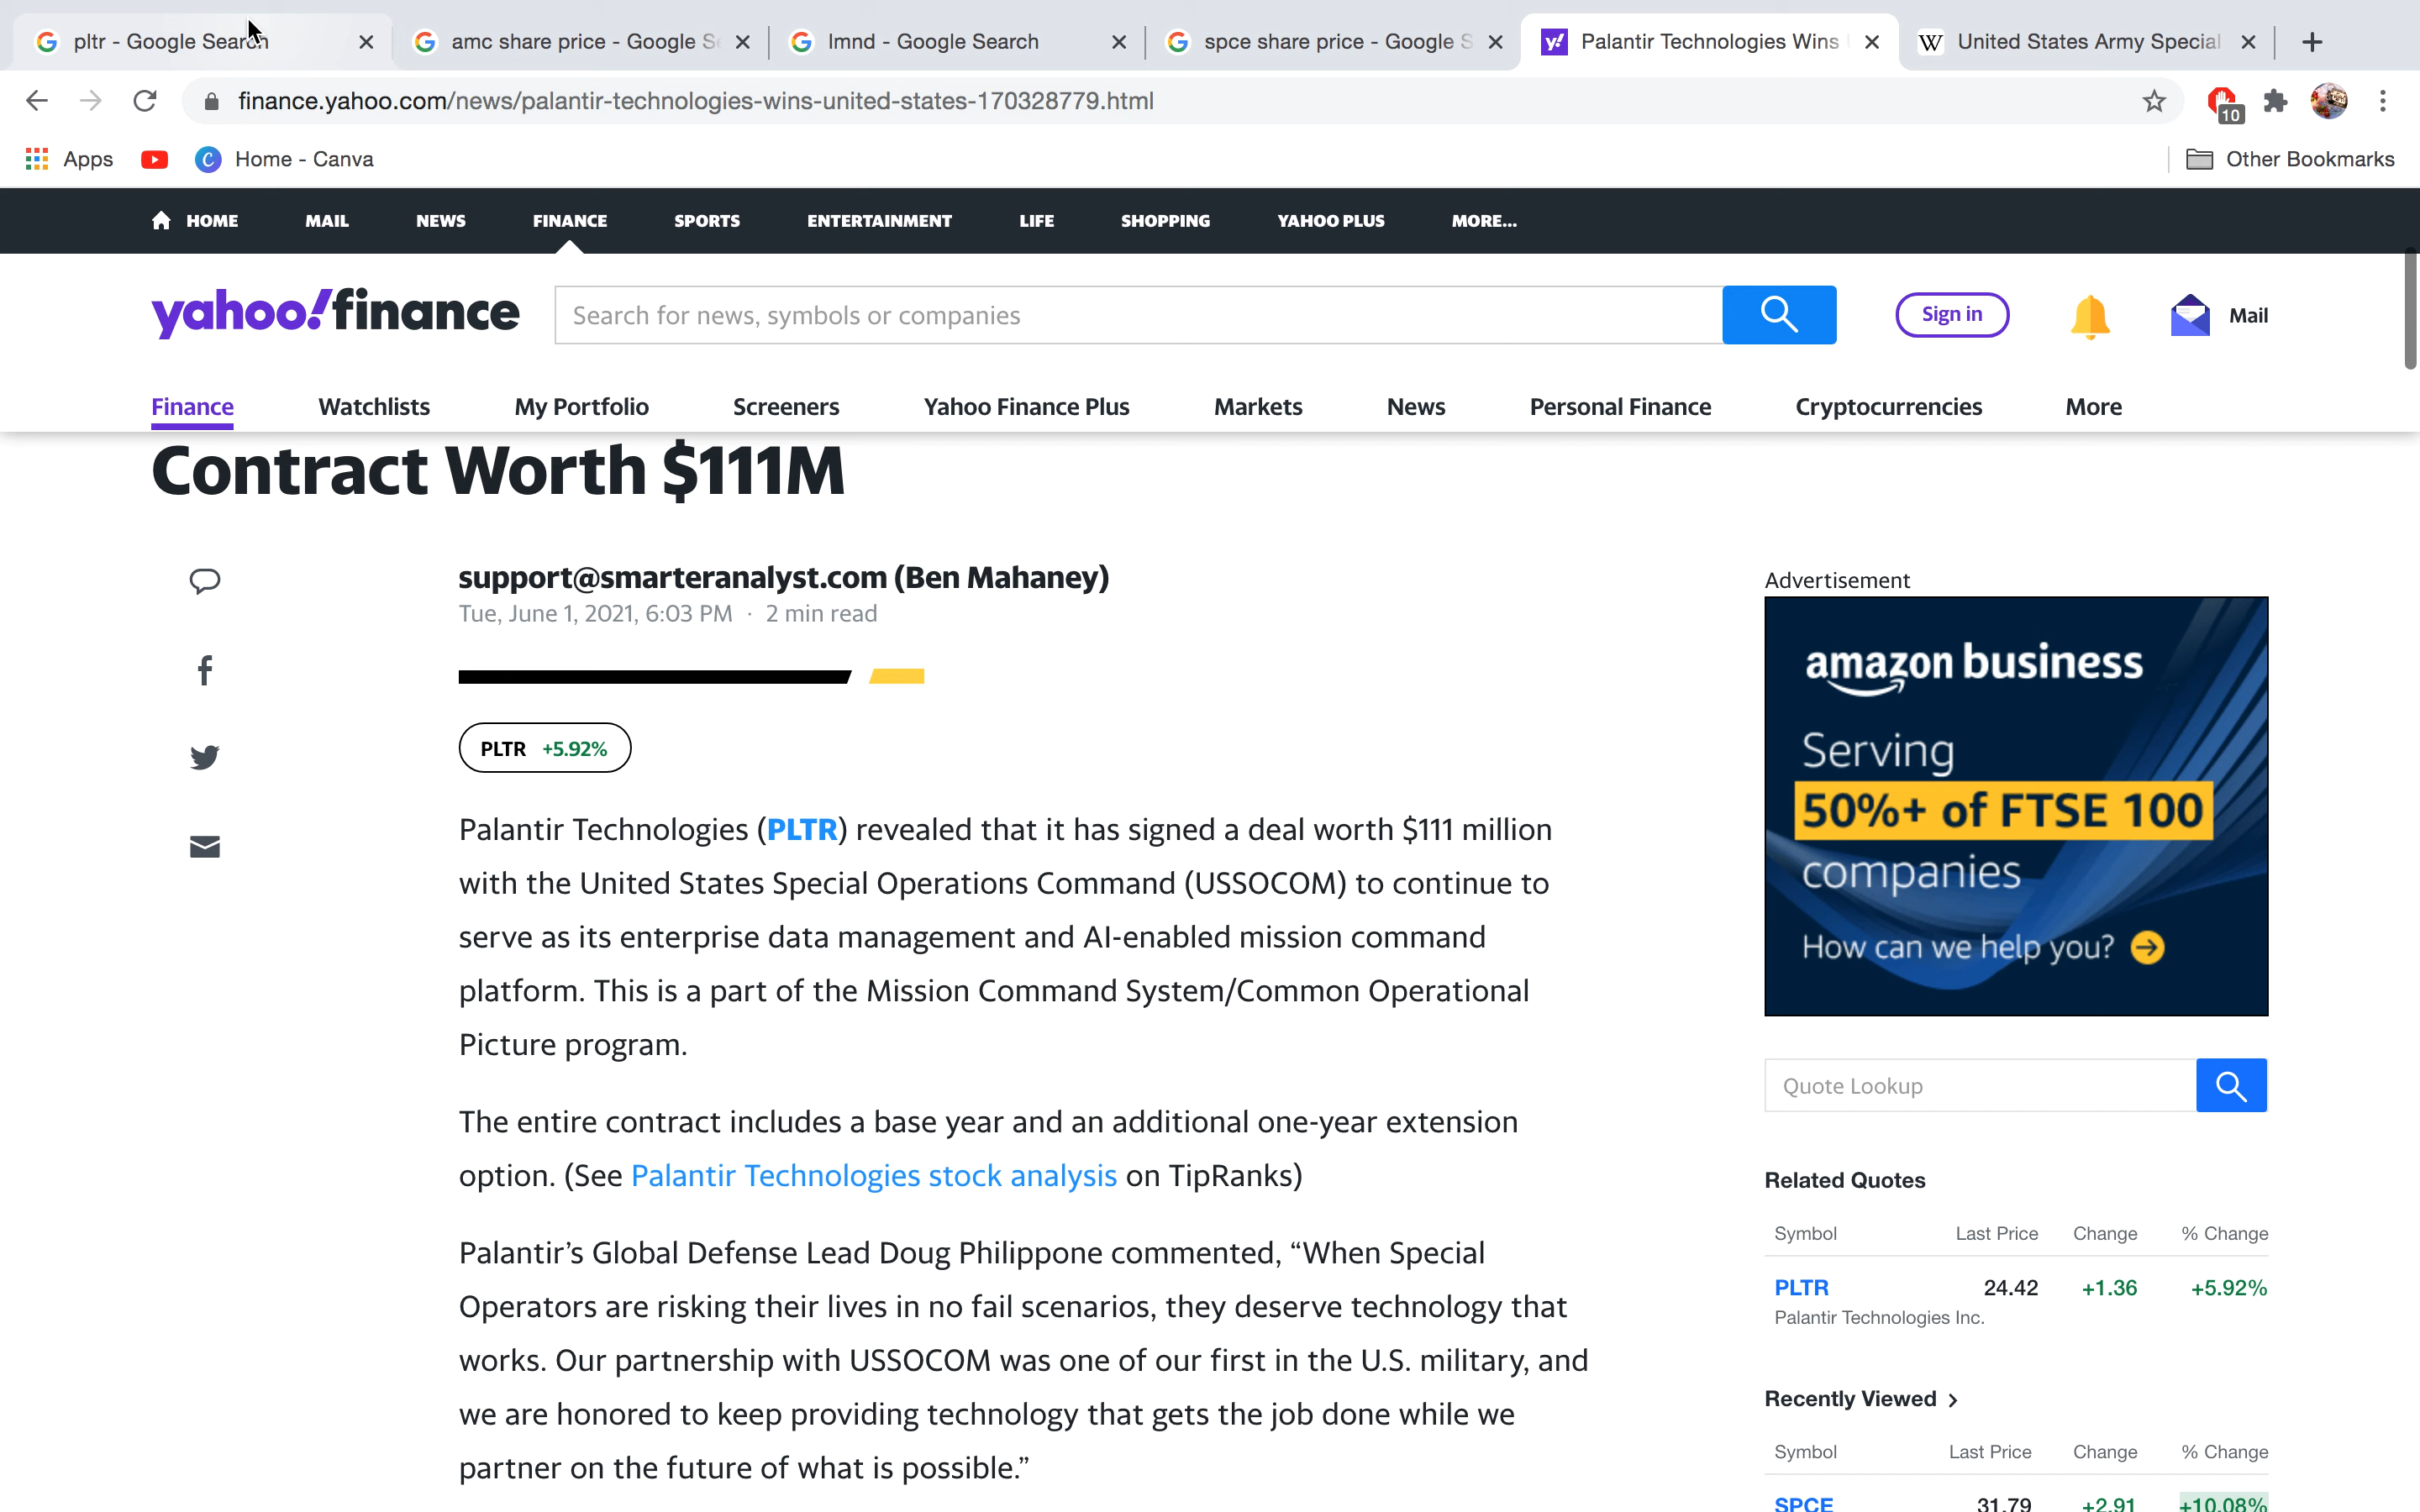 pltr - Google Search
amc share price - Google Se
lmnd - Google Search
spce share price - Google S
Palantir Technologies Wins
United States Army Special
finance.yahoo.com/news/palantir-technologies-wins-united-states-170328779.html
10
Apps
Home - Canva
Other Bookmarks
HOME
MAIL
NEWS
FINANCE
SPORTS
ENTERTAINMENT
LIFE
SHOPPING
YAHOO PLUS
MORE...
yahoo!finance
Search for news, symbols or companies
Sign in
Mail
Finance
Watchlists
My Portfolio
Screeners
Yahoo Finance Plus
Markets
News
Personal Finance
Cryptocurrencies
More
Contract Worth $111M
support@smarteranalyst.com (Ben Mahaney)
Tue, June 1, 2021, 6:03 PM · 2 min read
PLTR +5.92%
Palantir Technologies (PLTR) revealed that it has signed a deal worth $111 million
with the United States Special Operations Command (USSOCOM) to continue to
serve as its enterprise data management and AI-enabled mission command
platform. This is a part of the Mission Command System/Common Operational
Picture program.
The entire contract includes a base year and an additional one-year extension
option. (See Palantir Technologies stock analysis on TipRanks)
Palantir's Global Defense Lead Doug Philippone commented, “When Special
Operators are risking their lives in no fail scenarios, they deserve technology that
works. Our partnership with USSOCOM was one of our first in the U.S. military, and
we are honored to keep providing technology that gets the job done while we
partner on the future of what is possible.”
Advertisement
amazon business
Serving
50%+ of FTSE 100
companies
How can we help you?
Quote Lookup
Related Quotes
Symbol Last Price Change % Change
PLTR 24.42 +1.36 +5.92%
Palantir Technologies Inc.
Recently Viewed
Symbol Last Price Change % Change
SPCE 31.79 +2.91 +10.08%